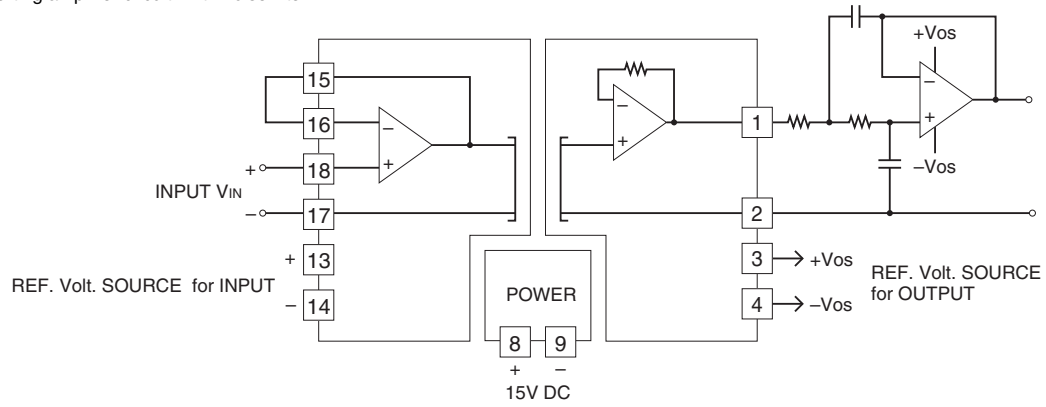 +Vos
15
–
–
16
–
1
+
+
+
18
+
–Vos
INPUT VIN
–
17
2
+
13
3
+Vos
REF. Volt. SOURCE for INPUT
REF. Volt. SOURCE
for OUTPUT
–
14
POWER
4
–Vos
8
9
+
–
15V DC